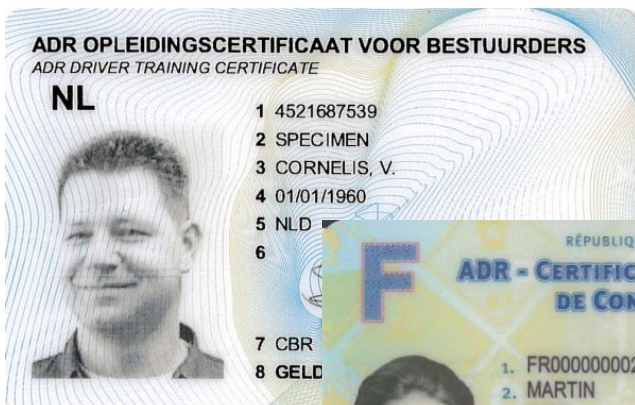 ADR OPLEIDINGSCERTIFICAAT VOOR BESTUURDERS
ADR DRIVER TRAINING CERTIFICATE
NL
1 4521687539
2 SPECIMEN
3 CORNELIS, V.
4 01/01/1960
5 NLD
6
7 CBR
8 GELD
F
RÉPUBLIQ
ADR - CERTIFIC
DE CON
1. FR000000002
2. MARTIN